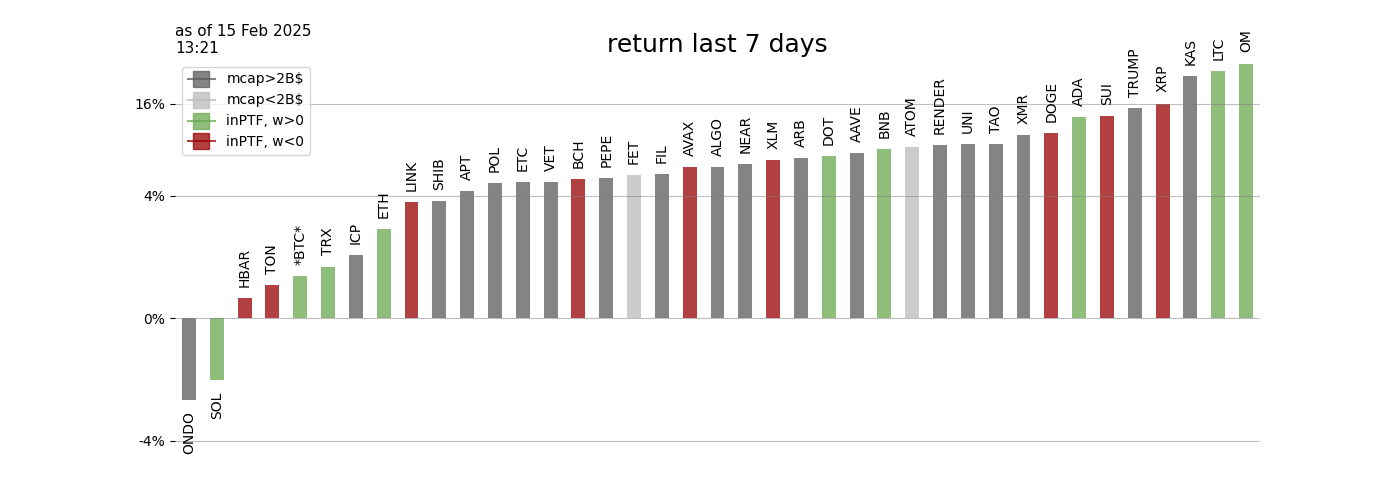 as of 15 Feb 2025
13:21
return last 7 days
mcap>2B$
mcap<2B$
inPTF, w>0
inPTF, w<0
16%
4%
0%
-4%
ONDO
SOL
HBAR
TON
*BTC*
TRX
ICP
ETH
LINK
SHIB
APT
POL
ETC
VET
BCH
PEPE
FET
FIL
AVAX
ALGO
NEAR
XLM
ARB
DOT
AAVE
BNB
ATOM
RENDER
UNI
TAO
XMR
DOGE
ADA
SUI
TRUMP
XRP
KAS
LTC
OM